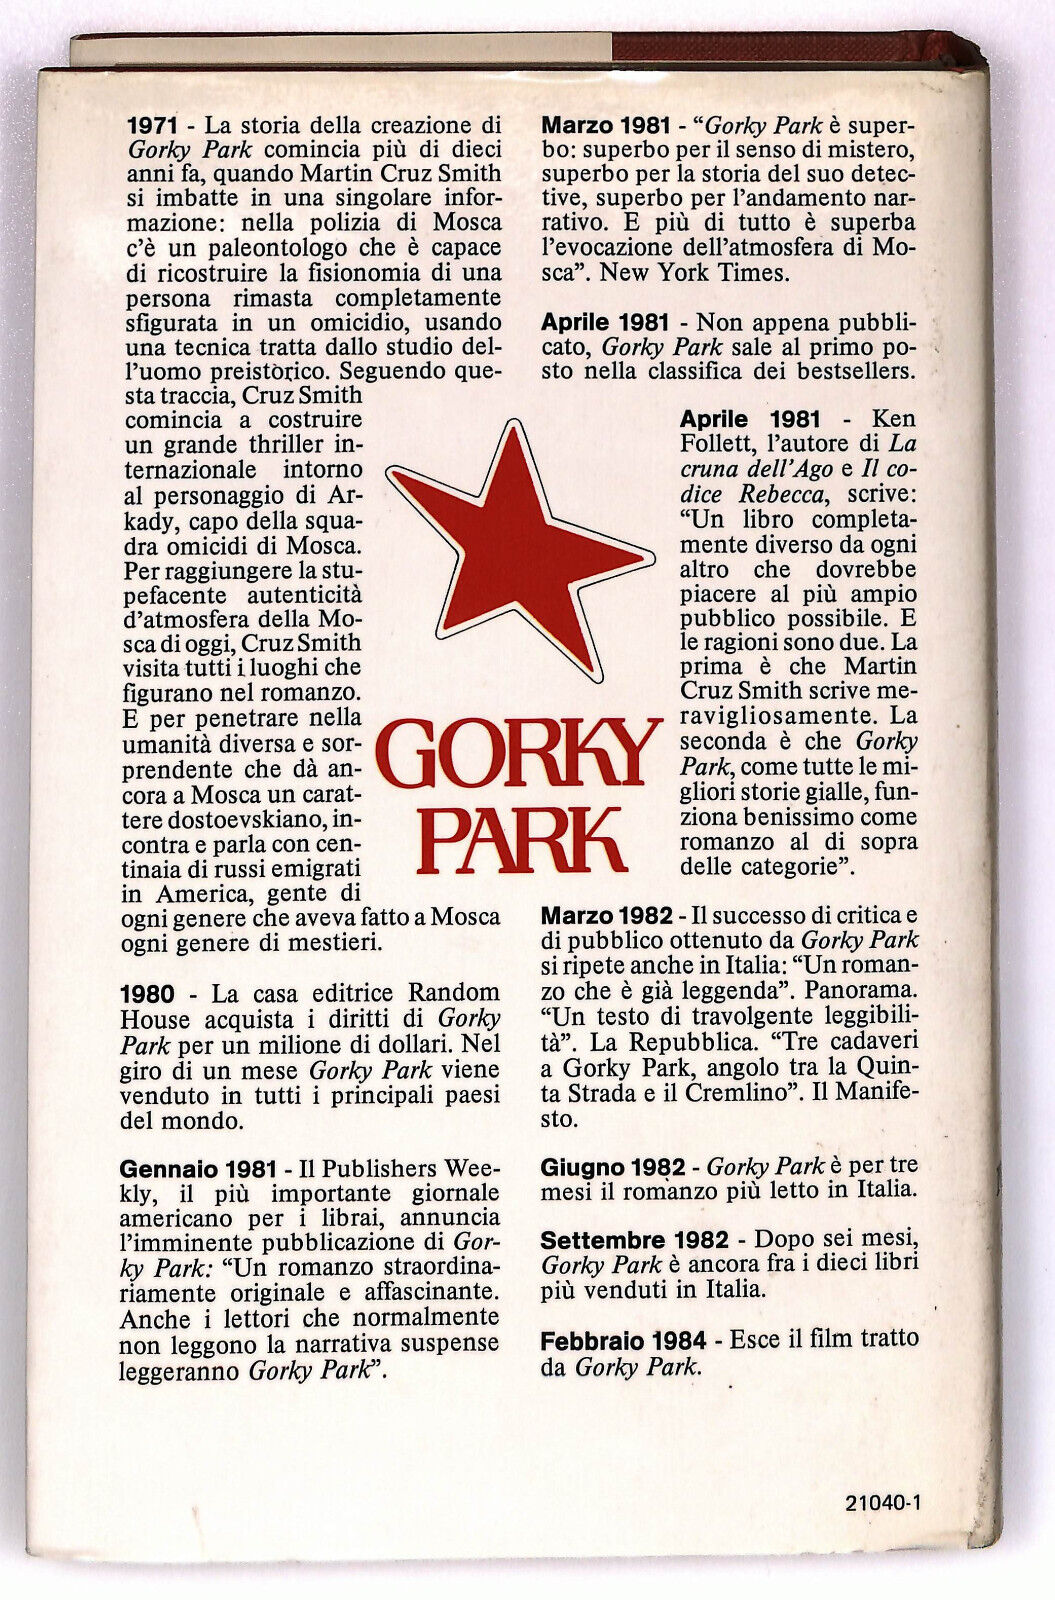 1971 - La storia della creazione di
Gorky Park comincia più di dieci
anni fa, quando Martin Cruz Smith
si imbatte in una singolare infor-
mazione: nella polizia di Mosca
c'è un paleontologo che è capace
di ricostruire la fisionomia di una
persona rimasta completamente
sfigurata in un omicidio, usando
una tecnica tratta dallo studio del-
l'uomo preistòrico. Seguendo que-
sta traccia, Cruz Smith
comincia a costruire
un grande thriller in-
ternazionale intorno
al personaggio di Ar-
kady, capo della squa-
dra omicidi di Mosca.
Per raggiungere la stu-
pefacente autenticità
d'atmosfera della Mo-
sca di oggi, Cruz Smith
visita tutti i luoghi che
figurano nel romanzo.
E per penetrare nella
umanità diversa e sor-
prendente che dà an-
cora a Mosca un carat-
tere dostoevskiano, in-
contra e parla con cen-
tinaia di russi emigrati
in America, gente di
ogni genere che aveva fatto a Mosca
ogni genere di mestieri.
1980 - La casa editrice Random
House acquista i diritti di Gorky
Park per un milione di dollari. Nel
giro di un mese Gorky Park viene
venduto in tutti i principali paesi
del mondo.
Gennaio 1981 - Il Publishers Wee-
kly, il più importante giornale
americano per i librai, annuncia
l'imminente pubblicazione di Gor-
ky Park: “Un romanzo straordina-
riamente originale e affascinante.
Anche i lettori che normalmente
non leggono la narrativa suspense
leggeranno Gorky Park”.
GORKY
PARK
Marzo 1981 - “Gorky Park è super-
bo: superbo per il senso di mistero,
superbo per la storia del suo detec-
tive, superbo per l'andamento nar-
rativo. E più di tutto è superba
l'evocazione dell'atmosfera di Mo-
sca”. New York Times.
Aprile 1981 - Non appena pubbli-
cato, Gorky Park sale al primo po-
sto nella classifica dei bestsellers.
Aprile 1981 - Ken
Follett, l'autore di La
cruna dell'Ago e Il co-
dice Rebecca, scrive:
“Un libro completa-
mente diverso da ogni
altro che dovrebbe
piacere al più ampio
pubblico possibile. E
le ragioni sono due. La
prima è che Martin
Cruz Smith scrive me-
ravigliosamente. La
seconda è che Gorky
Park, come tutte le mi-
gliori storie gialle, fun-
ziona benissimo come
romanzo al di sopra
delle categorie”.
Marzo 1982 - Il successo di critica e
di pubblico ottenuto da Gorky Park
si ripete anche in Italia: “Un roman-
zo che è già leggenda”. Panorama.
“Un testo di travolgente leggibili-
tà”. La Repubblica. “Tre cadaveri
a Gorky Park, angolo tra la Quin-
ta Strada e il Cremlino”. Il Manife-
sto.
Giugno 1982 - Gorky Park è per tre
mesi il romanzo più letto in Italia.
Settembre 1982 - Dopo sei mesi,
Gorky Park è ancora fra i dieci libri
più venduti in Italia.
Febbraio 1984 - Esce il film tratto
da Gorky Park.
21040-1